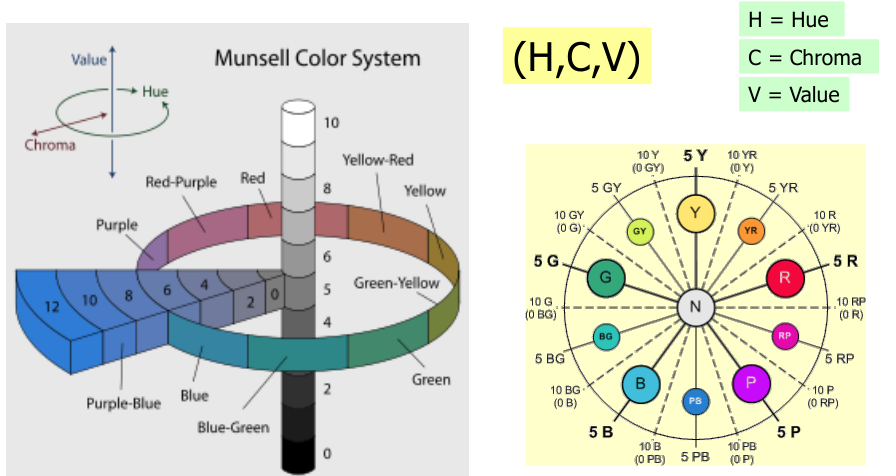 Munsell Color System
Value
Hue
Chroma
10
8
6
5
4
2
0
Red-Purple
Red
Yellow-Red
Yellow
Purple
Green-Yellow
12
10
8
6
4
2
0
Purple-Blue
Blue
Blue-Green
Green
(H,C,V)
H = Hue
C = Chroma
V = Value
5 Y
10 Y
(0 GY)
10 YR
(0 Y)
5 GY
5 YR
10 GY
(0 G)
10 R
(0 YR)
5 G
5 R
10 G
(0 BG)
10 RP
(0 R)
5 BG
5 RP
10 BG
(0 B)
10 P
(0 RP)
5 B
5 P
10 B
(0 PB)
5 PB
10 PB
(0 P)
Y
GY
YR
G
R
N
BG
RP
B
P
PB